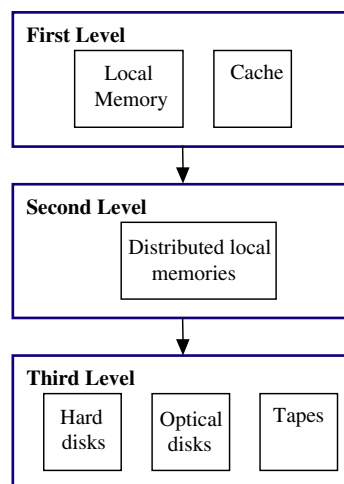 First Level
Local
Memory
Cache
Second Level
Distributed local
memories
Third Level
Hard
disks
Optical
disks
Tapes